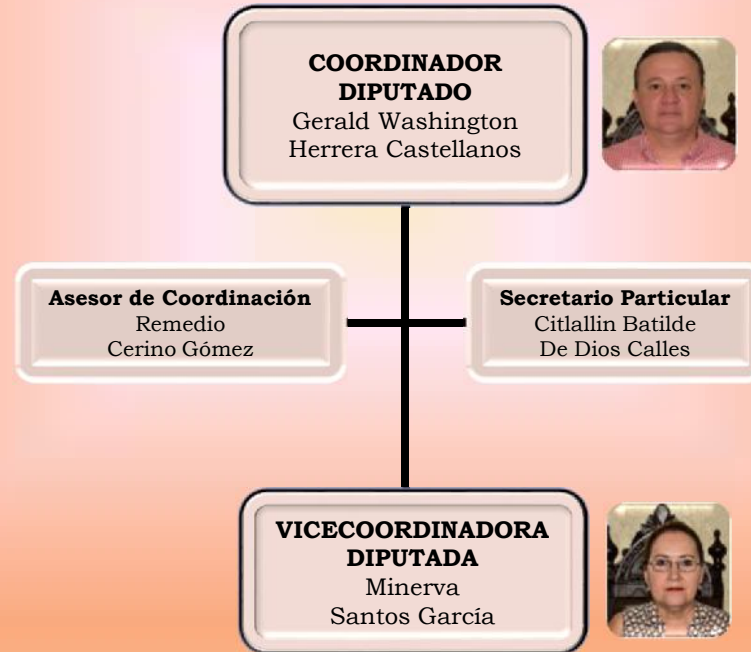 COORDINADOR
DIPUTADO
Gerald Washington
Herrera Castellanos
Asesor de Coordinación
Remedio
Cerino Gómez
Secretario Particular
Citlallin Batilde
De Dios Calles
VICECOORDINADORA
DIPUTADA
Minerva
Santos García